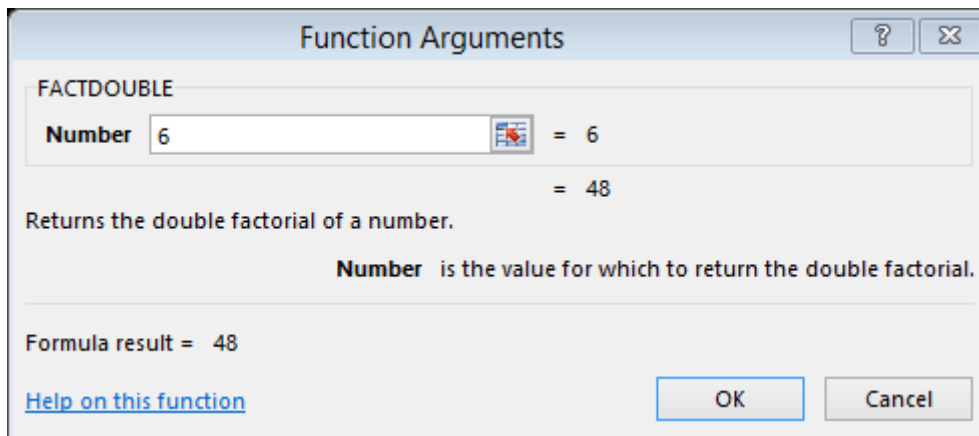 Function Arguments
FACTDOUBLE
Number 6 = 6
= 48
Returns the double factorial of a number.
Number is the value for which to return the double factorial.
Formula result = 48
Help on this function
OK Cancel